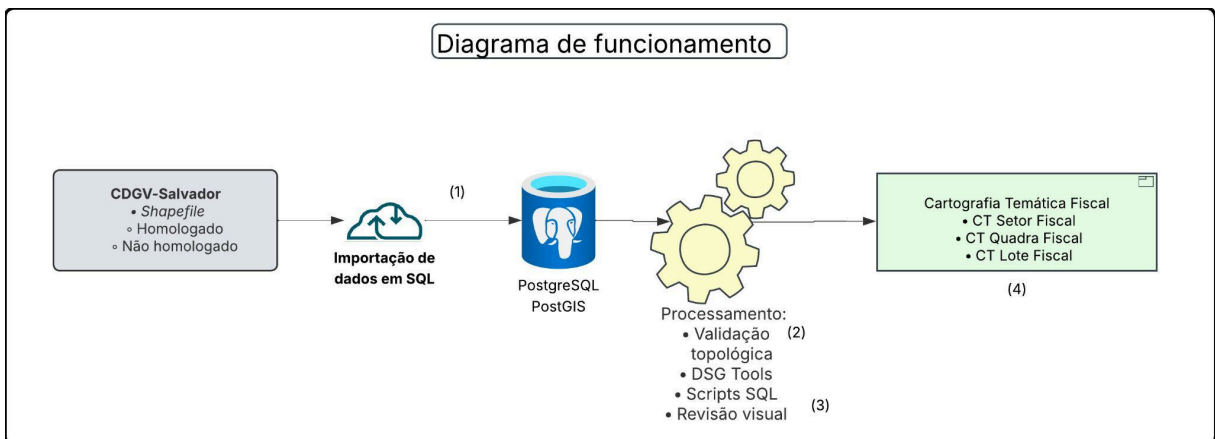 Diagrama de funcionamento
CDGV-Salvador
• Shapefile
◦ Homologado
◦ Não homologado
Importação de
dados em SQL
(1)
PostgreSQL
PostGIS
Processamento:
• Validação (2)
topológica
• DSG Tools
• Scripts SQL
• Revisão visual (3)
Cartografia Temática Fiscal
• CT Setor Fiscal
• CT Quadra Fiscal
• CT Lote Fiscal
(4)